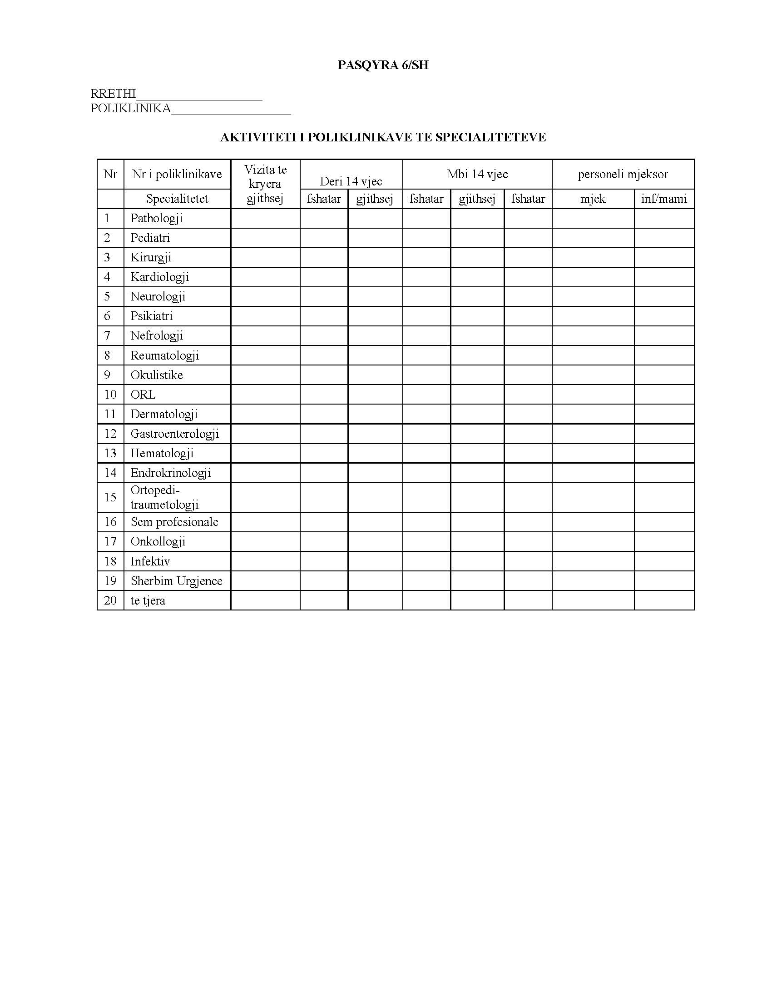 PASQYRA 6/SH
RRETHI____________________
POLIKLINIKA___________________
AKTIVITETI I POLIKLINIKAVE TE SPECIALITETEVE
Nr Nr i poliklinikave Vizita te kryera gjithsej Deri 14 vjec Mbi 14 vjec personeli mjeksor
Specialitetet fshatar gjithsej fshatar gjithsej fshatar mjek inf/mami
1 Pathologji
2 Pediatri
3 Kirurgji
4 Kardiologji
5 Neurologji
6 Psikiatri
7 Nefrologji
8 Reumatologji
9 Okulistike
10 ORL
11 Dermatologji
12 Gastroenterologji
13 Hematologji
14 Endrokrinologji
15 Ortopedi-
traumetologji
16 Sem profesionale
17 Onkollogji
18 Infektiv
19 Sherbim Urgjence
20 te tjera